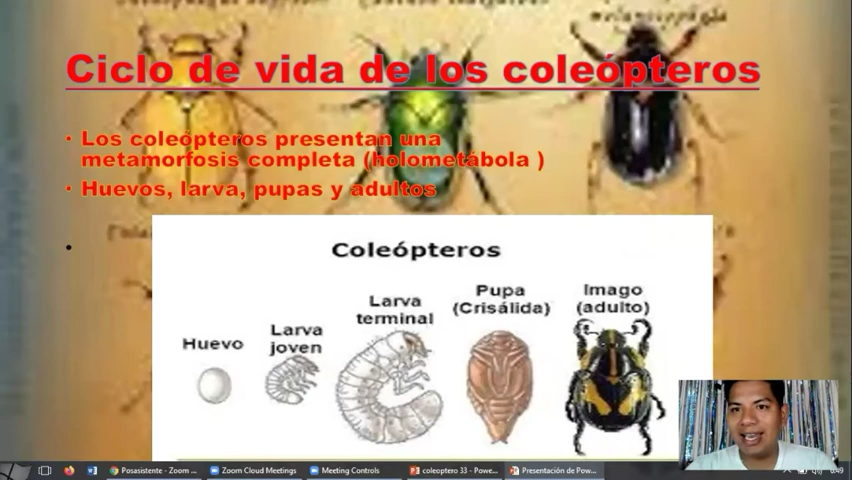 melanocephala
Ciclo de vida de los coleópteros
• Los coleópteros presentan una
metamorfosis completa (holometábola )
• Huevos, larva, pupas y adultos
•
Coleópteros
Huevo
Larva
joven
Larva
terminal
Pupa
(Crisálida)
Imago
(adulto)
Posasistente - Zoom ...
Zoom Cloud Meetings
Meeting Controls
coleoptero 33 - Powe...
Presentación de Pow...